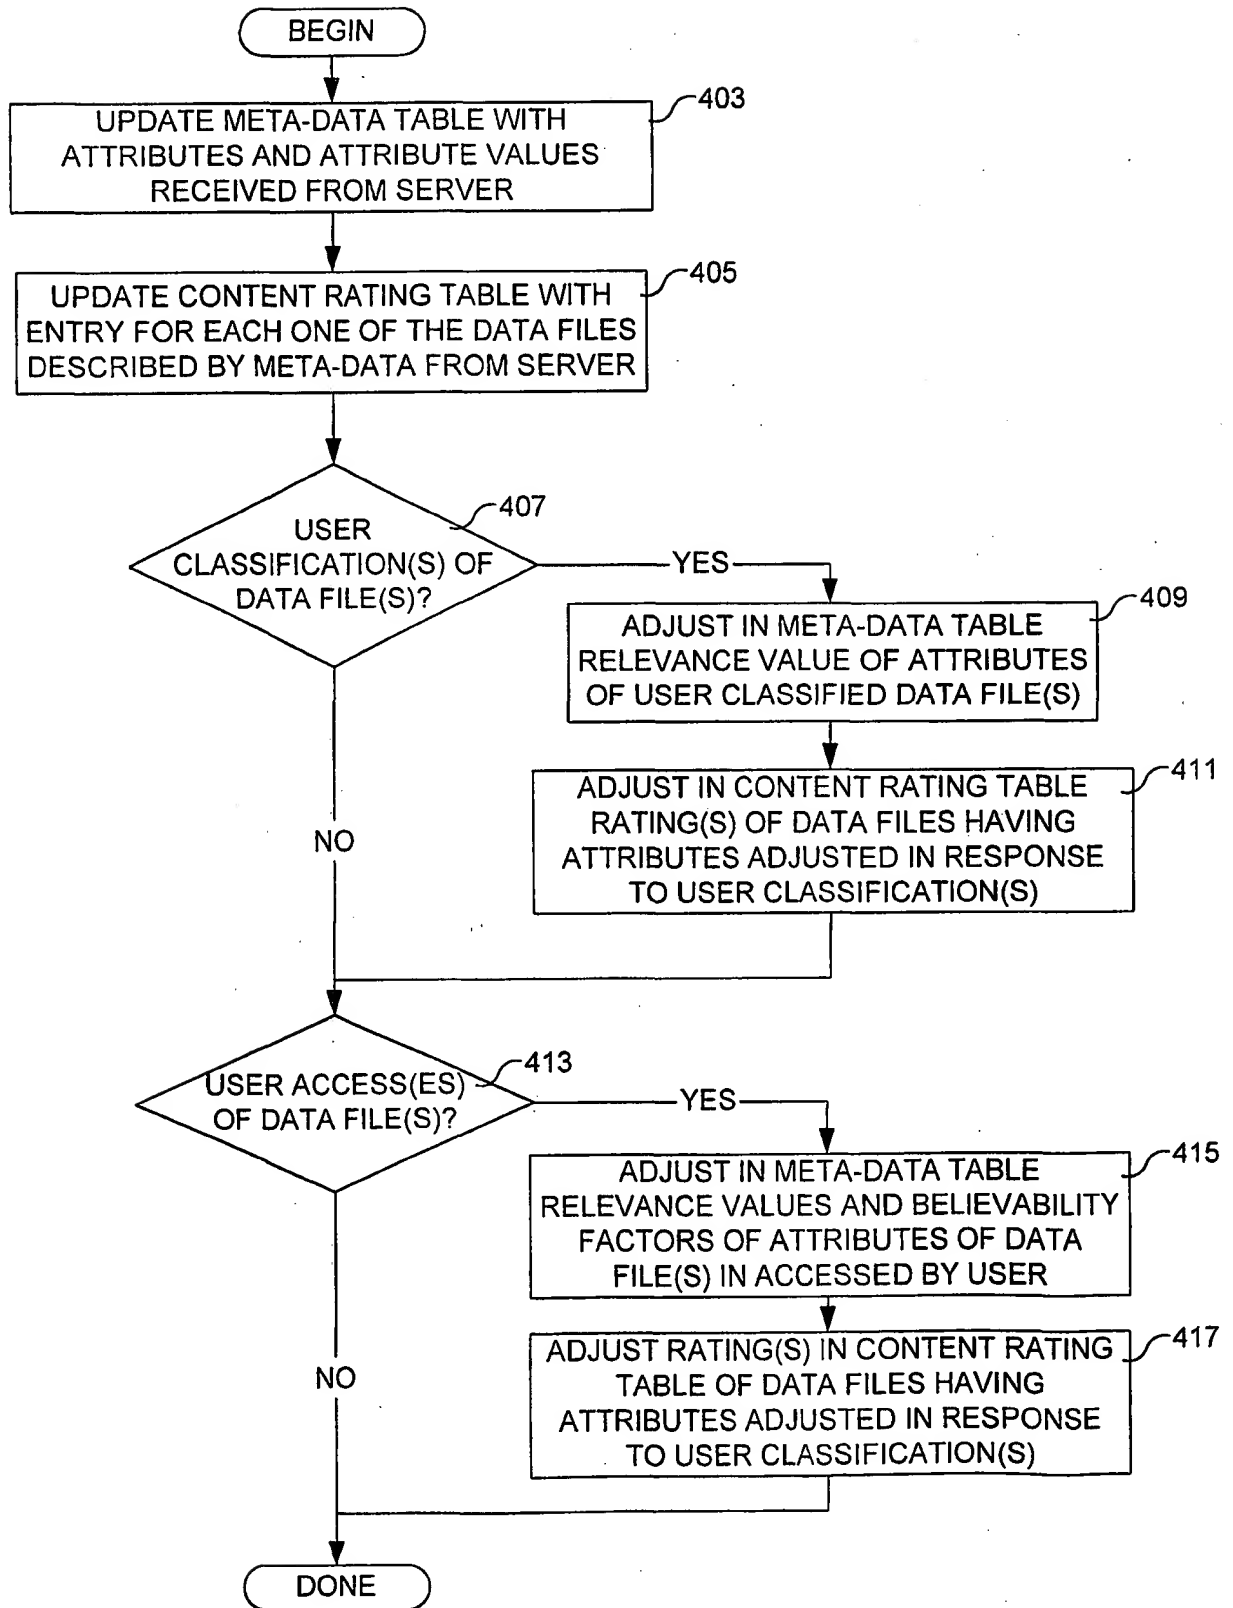 BEGIN
403
UPDATE META-DATA TABLE WITH
ATTRIBUTES AND ATTRIBUTE VALUES
RECEIVED FROM SERVER
405
UPDATE CONTENT RATING TABLE WITH
ENTRY FOR EACH ONE OF THE DATA FILES
DESCRIBED BY META-DATA FROM SERVER
407
USER
CLASSIFICATION(S) OF
DATA FILE(S)?
YES
409
ADJUST IN META-DATA TABLE
RELEVANCE VALUE OF ATTRIBUTES
OF USER CLASSIFIED DATA FILE(S)
411
ADJUST IN CONTENT RATING TABLE
RATING(S) OF DATA FILES HAVING
ATTRIBUTES ADJUSTED IN RESPONSE
TO USER CLASSIFICATION(S)
NO
413
USER ACCESS(ES)
OF DATA FILE(S)?
YES
415
ADJUST IN META-DATA TABLE
RELEVANCE VALUES AND BELIEVABILITY
FACTORS OF ATTRIBUTES OF DATA
FILE(S) IN ACCESSED BY USER
417
ADJUST RATING(S) IN CONTENT RATING
TABLE OF DATA FILES HAVING
ATTRIBUTES ADJUSTED IN RESPONSE
TO USER CLASSIFICATION(S)
NO
DONE